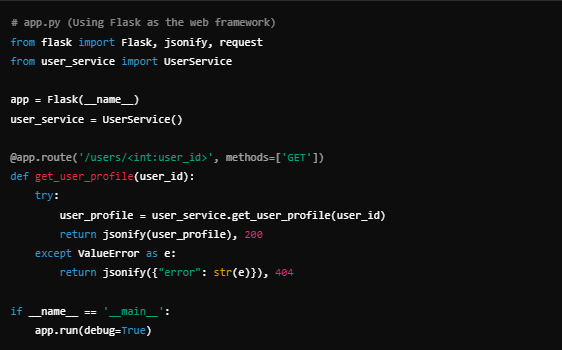 # app.py (Using Flask as the web framework)
from flask import Flask, jsonify, request
from user_service import UserService

app = Flask(__name__)
user_service = UserService()

@app.route('/users/<int:user_id>', methods=['GET'])
def get_user_profile(user_id):
    try:
        user_profile = user_service.get_user_profile(user_id)
        return jsonify(user_profile), 200
    except ValueError as e:
        return jsonify({"error": str(e)}), 404

if __name__ == '__main__':
    app.run(debug=True)